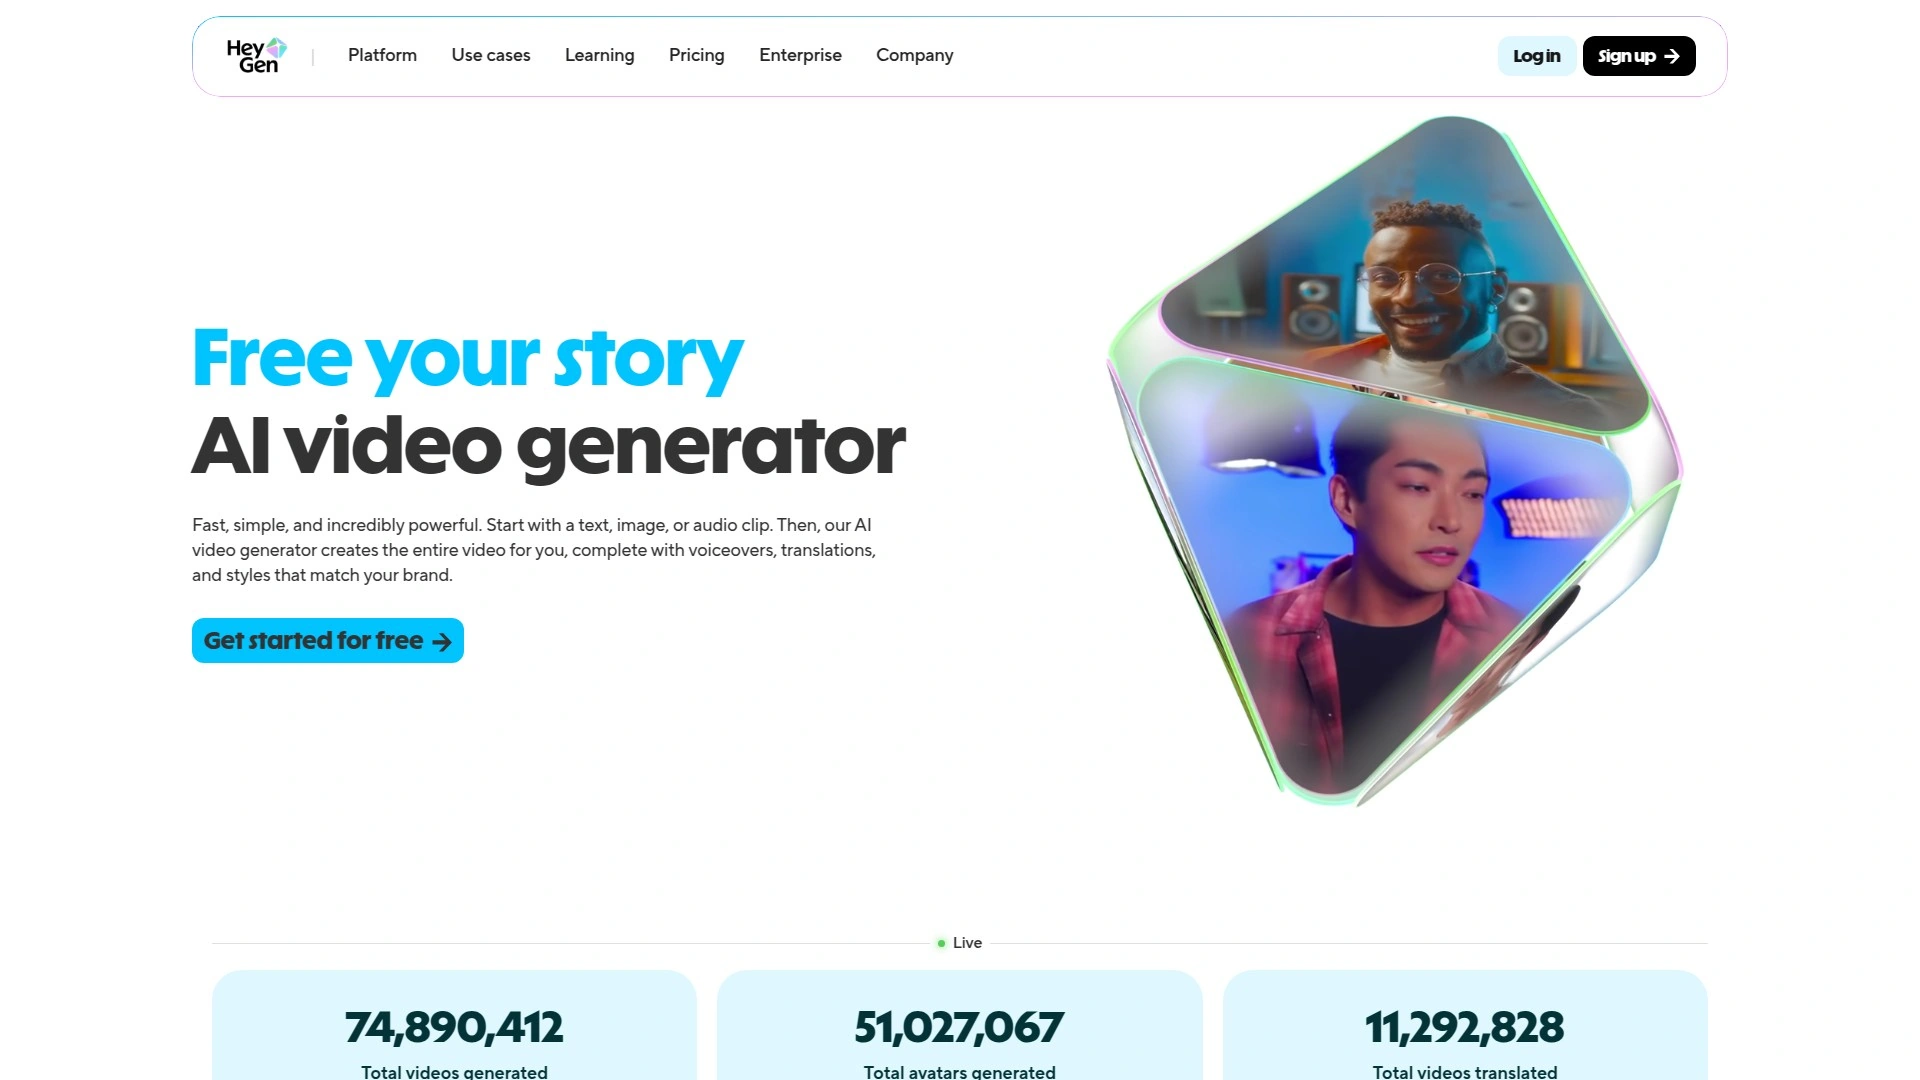 Hey
Gen
Platform
Use cases
Learning
Pricing
Enterprise
Company
Log in
Sign up
Free your story
AI video generator
Fast, simple, and incredibly powerful. Start with a text, image, or audio clip. Then, our AI
video generator creates the entire video for you, complete with voiceovers, translations,
and styles that match your brand.
Get started for free
Live
74,890,412
Total videos generated
51,027,067
Total avatars generated
11,292,828
Total videos translated